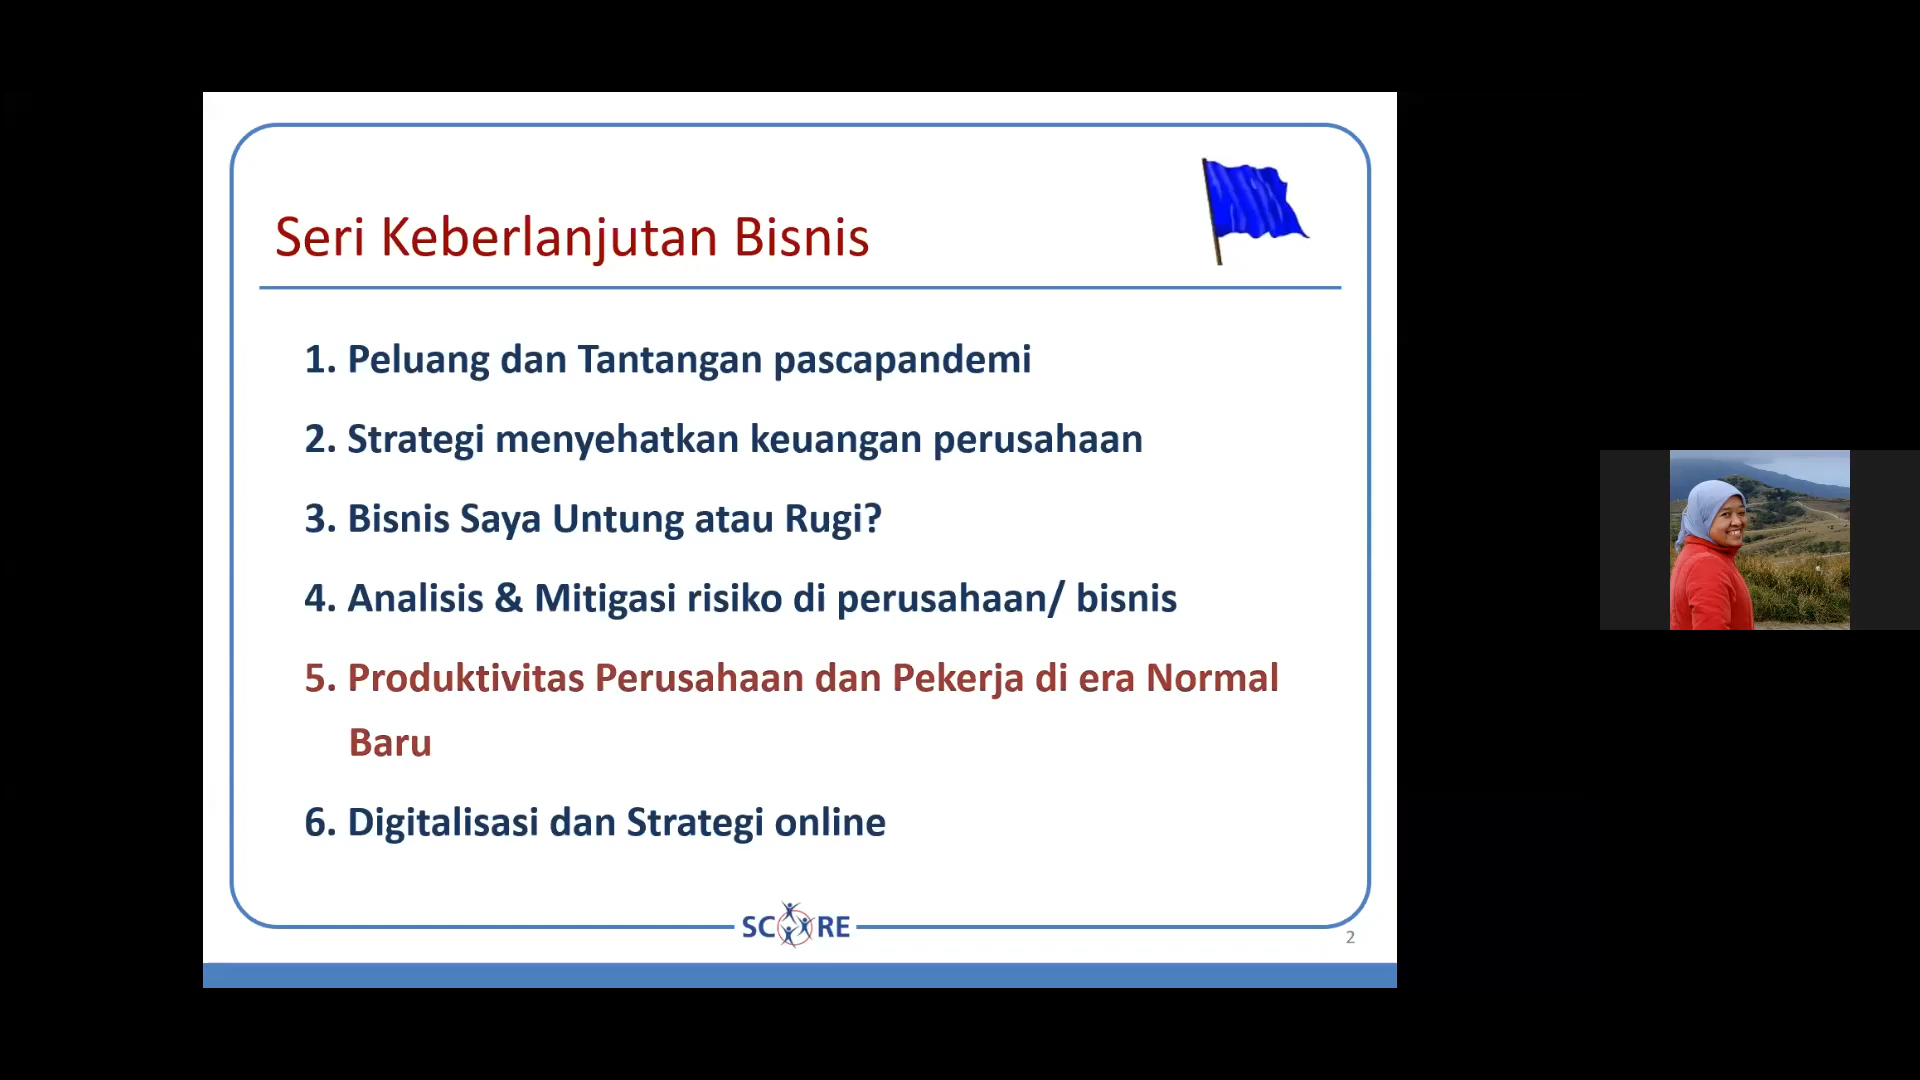 Seri Keberlanjutan Bisnis
1. Peluang dan Tantangan pascapandemi
2. Strategi menyehatkan keuangan perusahaan
3. Bisnis Saya Untung atau Rugi?
4. Analisis & Mitigasi risiko di perusahaan/ bisnis
5. Produktivitas Perusahaan dan Pekerja di era Normal
Baru
6. Digitalisasi dan Strategi online
SCORE
2